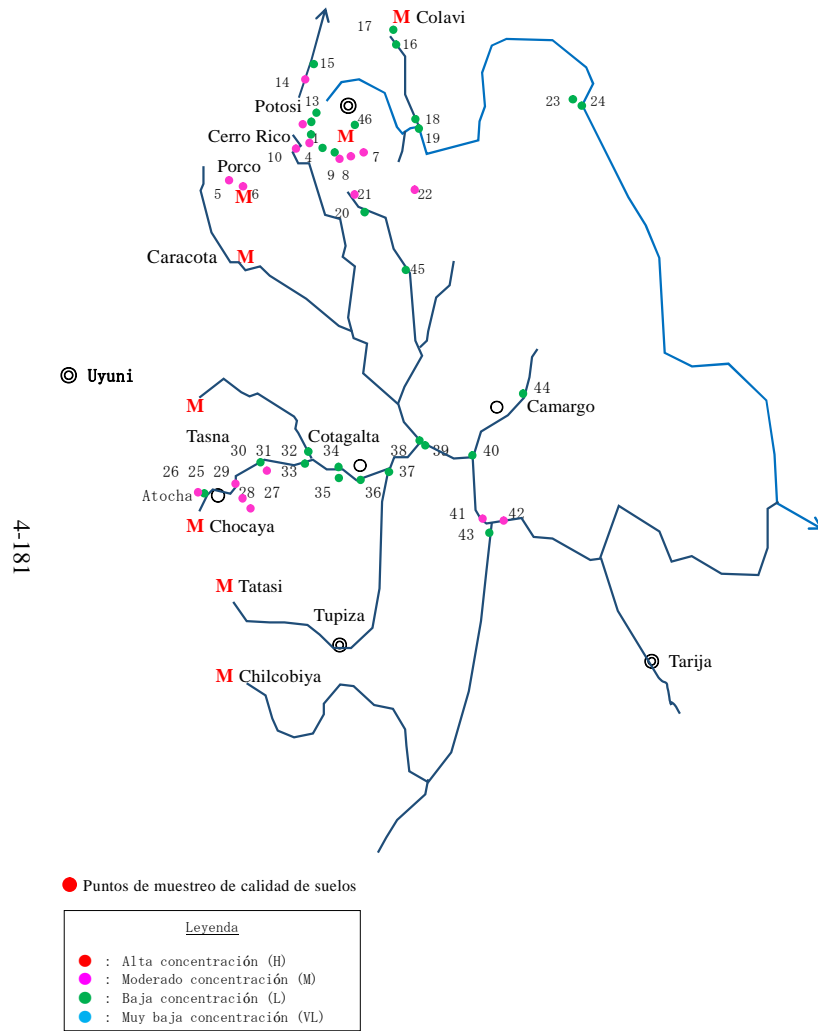 17 M Colavi
16
15
14
13
Potosi
23 24
46
18
Cerro Rico 1 M
19
10 4 7
9 8
Porco
5 M 6
21 22
20
Caracota M
45
Uyuni
M
44
Camargo
Tasna Cotagalta
30 31 32 34 38 39 40
26 25 29 33 37
Atocha 28 27 35 36
M Chocaya
41 42
43
4-181
M Tatasi
Tupiza
Tarija
M Chilcobiya
Puntos de muestreo de calidad de suelos
Leyenda
: Alta concentración (H)
: Moderado concentración (M)
: Baja concentración (L)
: Muy baja concentración (VL)